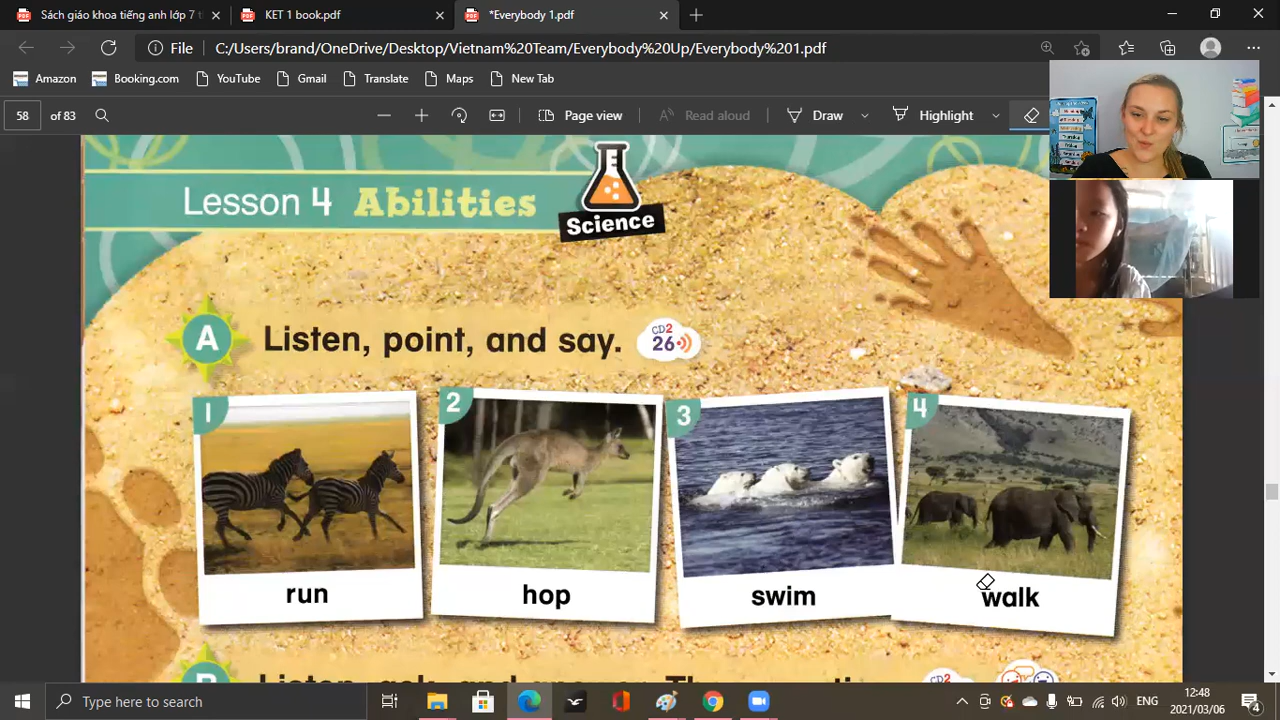 Sách giáo khoa tiếng anh lớp 7 t
KET 1 book.pdf
*Everybody 1.pdf
File
C:/Users/brand/OneDrive/Desktop/Vietnam%20Team/Everybody%20Up/Everybody%201.pdf
Amazon
Booking.com
YouTube
Gmail
Translate
Maps
New Tab
58 of 83
Page view
Read aloud
Draw
Highlight
Lesson 4 Abilities
Science
A Listen, point, and say. CD2 26
1
2
3
4
run
hop
swim
walk
CD2
Type here to search
ENG
12:48
2021/03/06
4